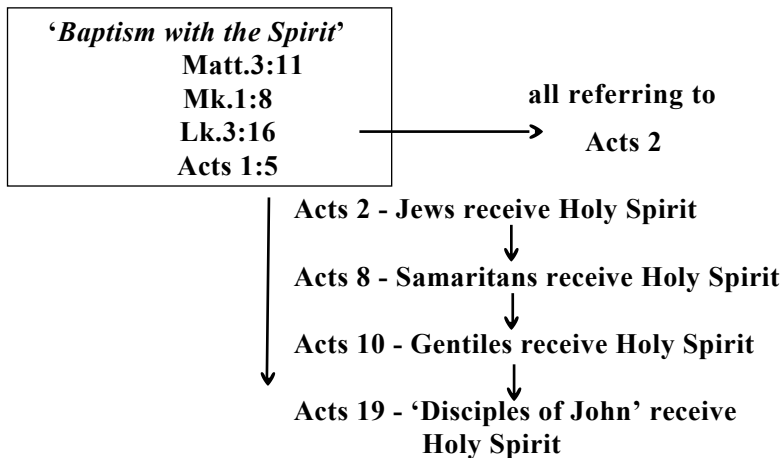 ‘Baptism with the Spirit’
Matt.3:11
Mk.1:8
Lk.3:16
Acts 1:5
all referring to
Acts 2
Acts 2 - Jews receive Holy Spirit
Acts 8 - Samaritans receive Holy Spirit
Acts 10 - Gentiles receive Holy Spirit
Acts 19 - ‘Disciples of John’ receive
Holy Spirit